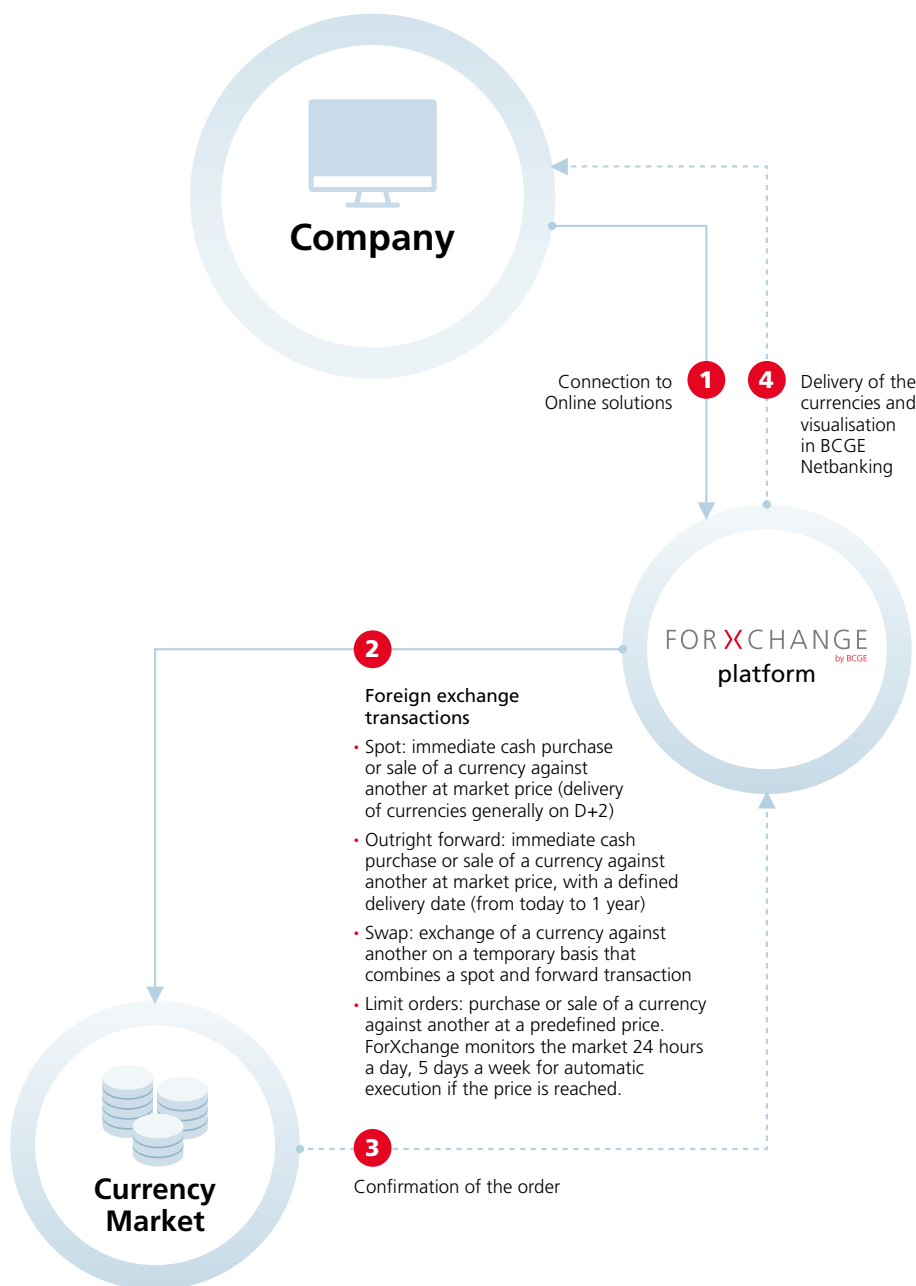 Company
Connection to
Online solutions
1
4
Delivery of the
currencies and
visualisation
in BCGE
Netbanking
FORXCHANGE
by BCGE
platform
2
Foreign exchange
transactions
• Spot: immediate cash purchase
or sale of a currency against
another at market price (delivery
of currencies generally on D+2)
• Outright forward: immediate cash
purchase or sale of a currency against
another at market price, with a defined
delivery date (from today to 1 year)
• Swap: exchange of a currency against
another on a temporary basis that
combines a spot and forward transaction
• Limit orders: purchase or sale of a currency
against another at a predefined price.
ForXchange monitors the market 24 hours
a day, 5 days a week for automatic
execution if the price is reached.
3
Confirmation of the order
Currency
Market